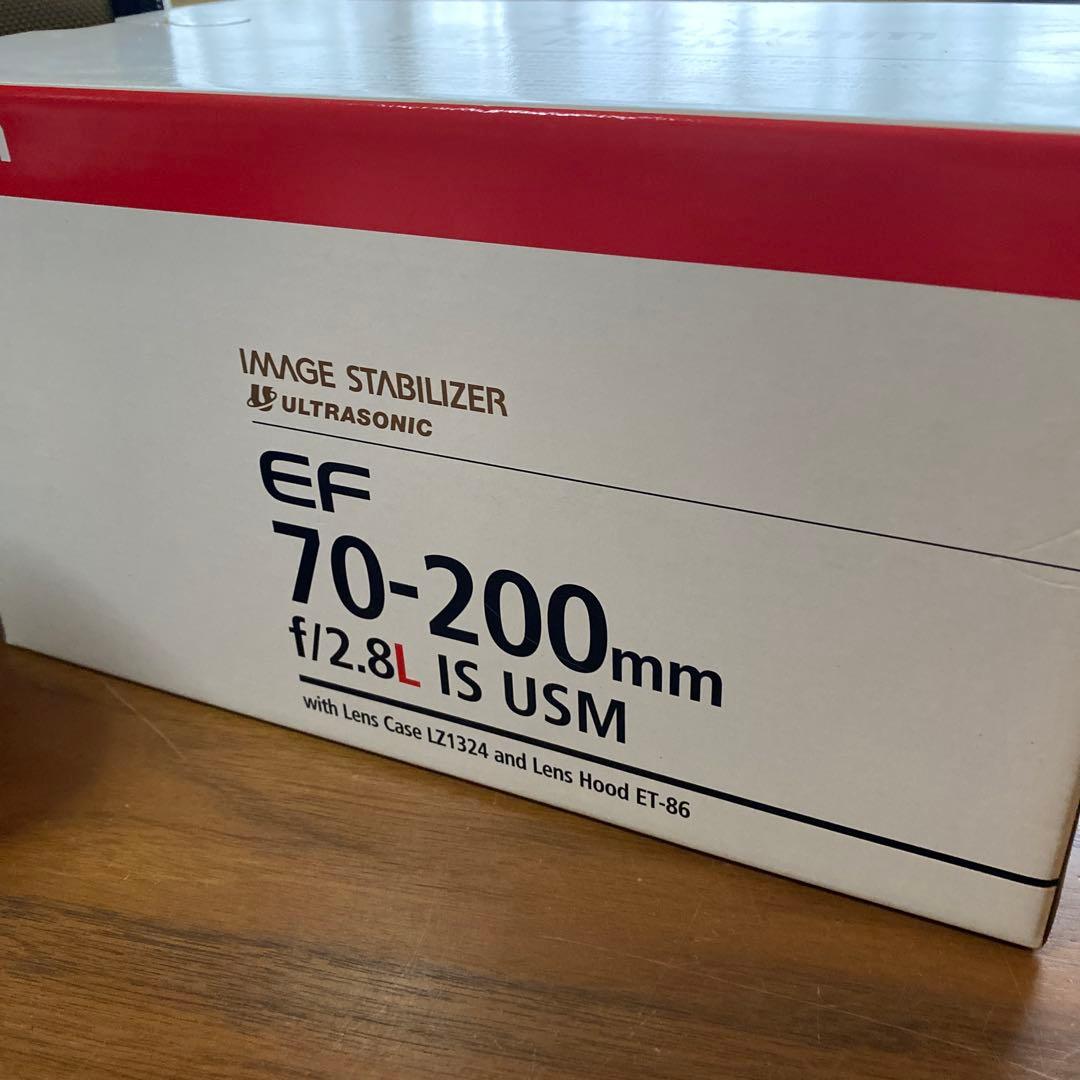 IMAGE STABILIZER
ULTRASONIC
EF
70-200mm
f/2.8L IS USM
with Lens Case LZ1324 and Lens Hood ET-86